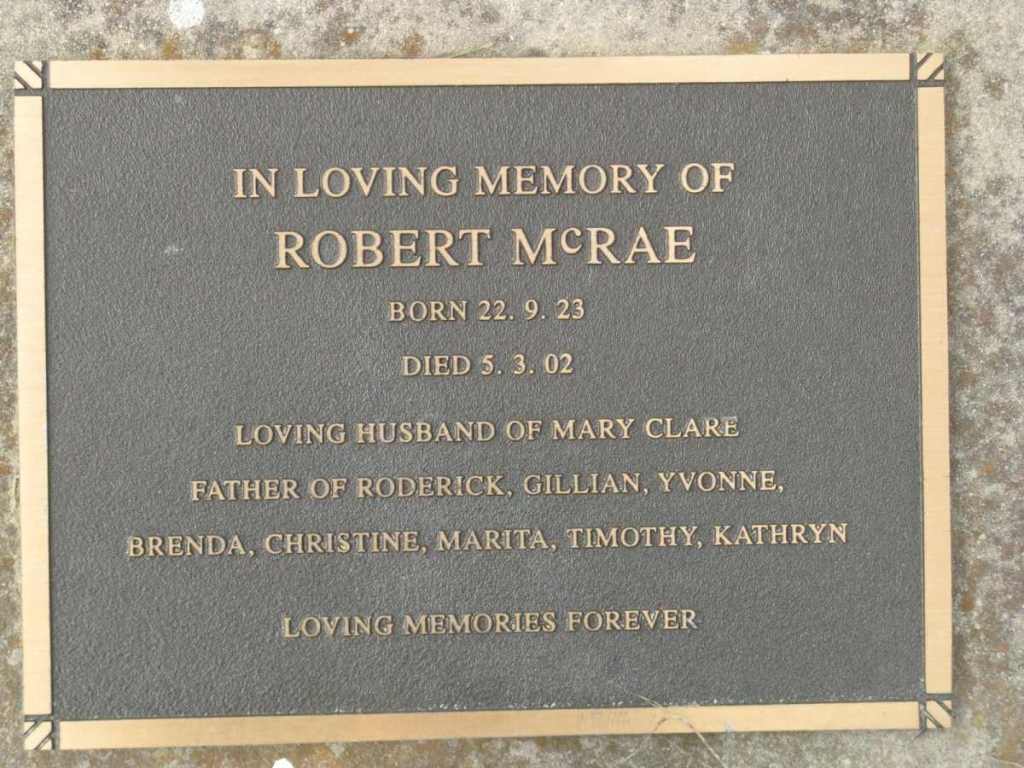 IN LOVING MEMORY OF
ROBERT McRAE
BORN 22. 9. 23
DIED 5. 3. 02
LOVING HUSBAND OF MARY CLARE
FATHER OF RODERICK, GILLIAN, YVONNE,
BRENDA, CHRISTINE, MARITA, TIMOTHY, KATHRYN
LOVING MEMORIES FOREVER